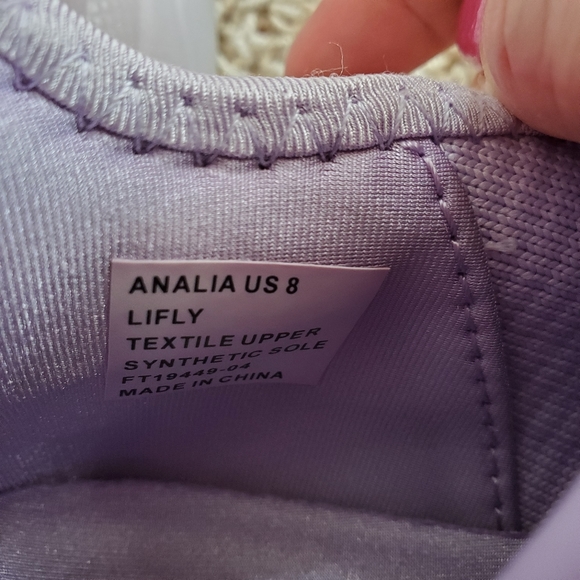 ANALIA US 8
LIFLY
TEXTILE UPPER
SYNTHETIC SOLE
FT19449-04
MADE IN CHINA